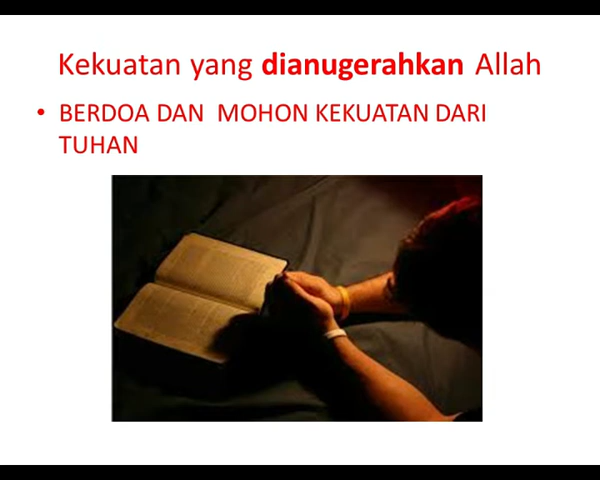 Kekuatan yang dianugerahkan Allah
• BERDOA DAN MOHON KEKUATAN DARI
TUHAN